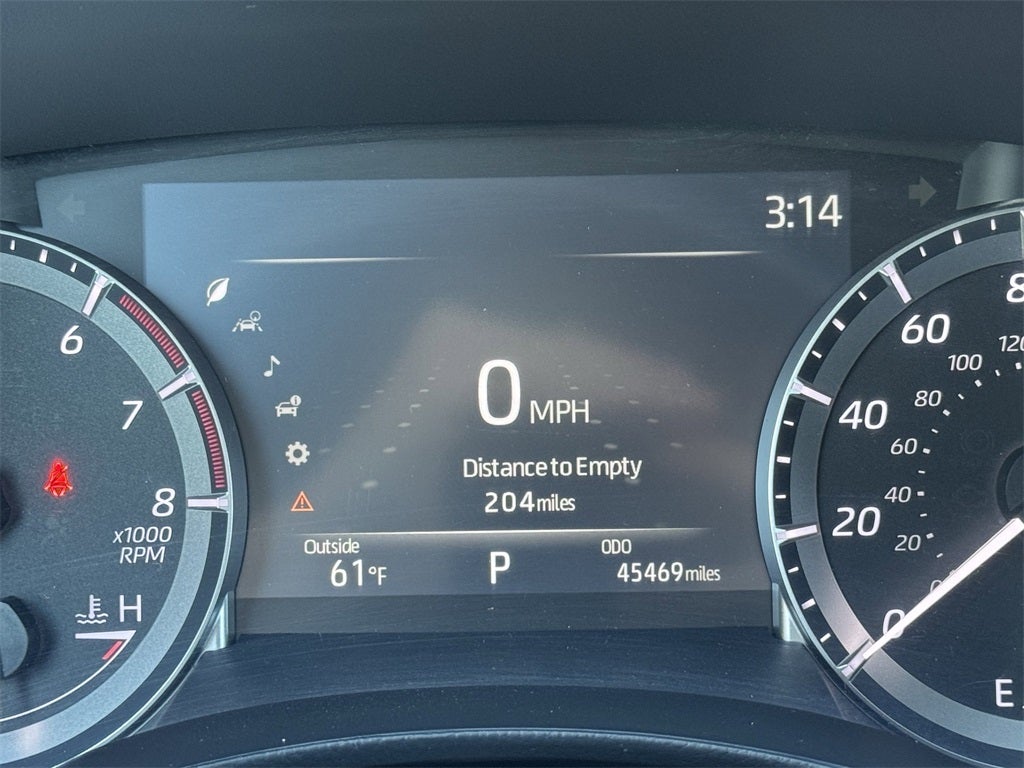 3:14
6
7
8
x1000
RPM
H
0 MPH
Distance to Empty
204 miles
Outside
61°F
P
ODO
45469 miles
60
40
20
0
100
80
60
40
20
E